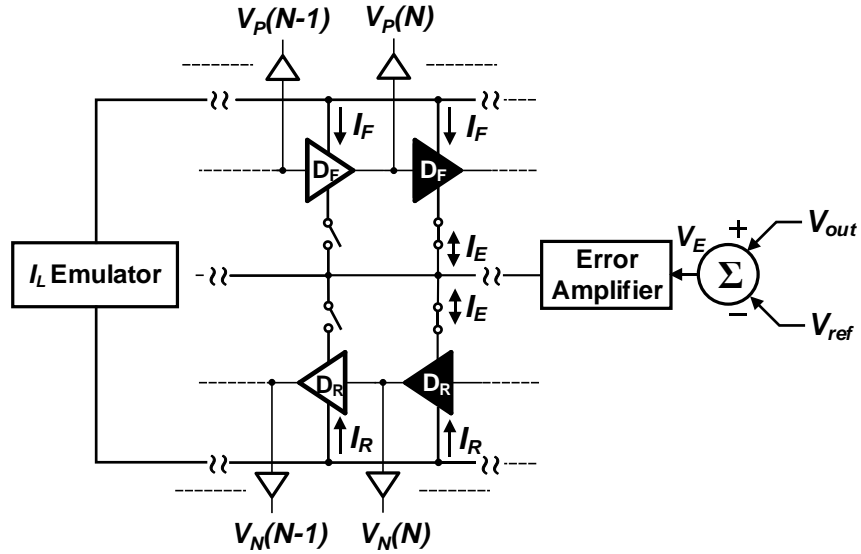 V_P(N-1) V_P(N)
I_F I_F
D_F D_F
I_L Emulator
I_E
I_E
Error
Amplifier
V_E
+
Σ
−
V_out
V_ref
D_R D_R
I_R I_R
V_N(N-1) V_N(N)